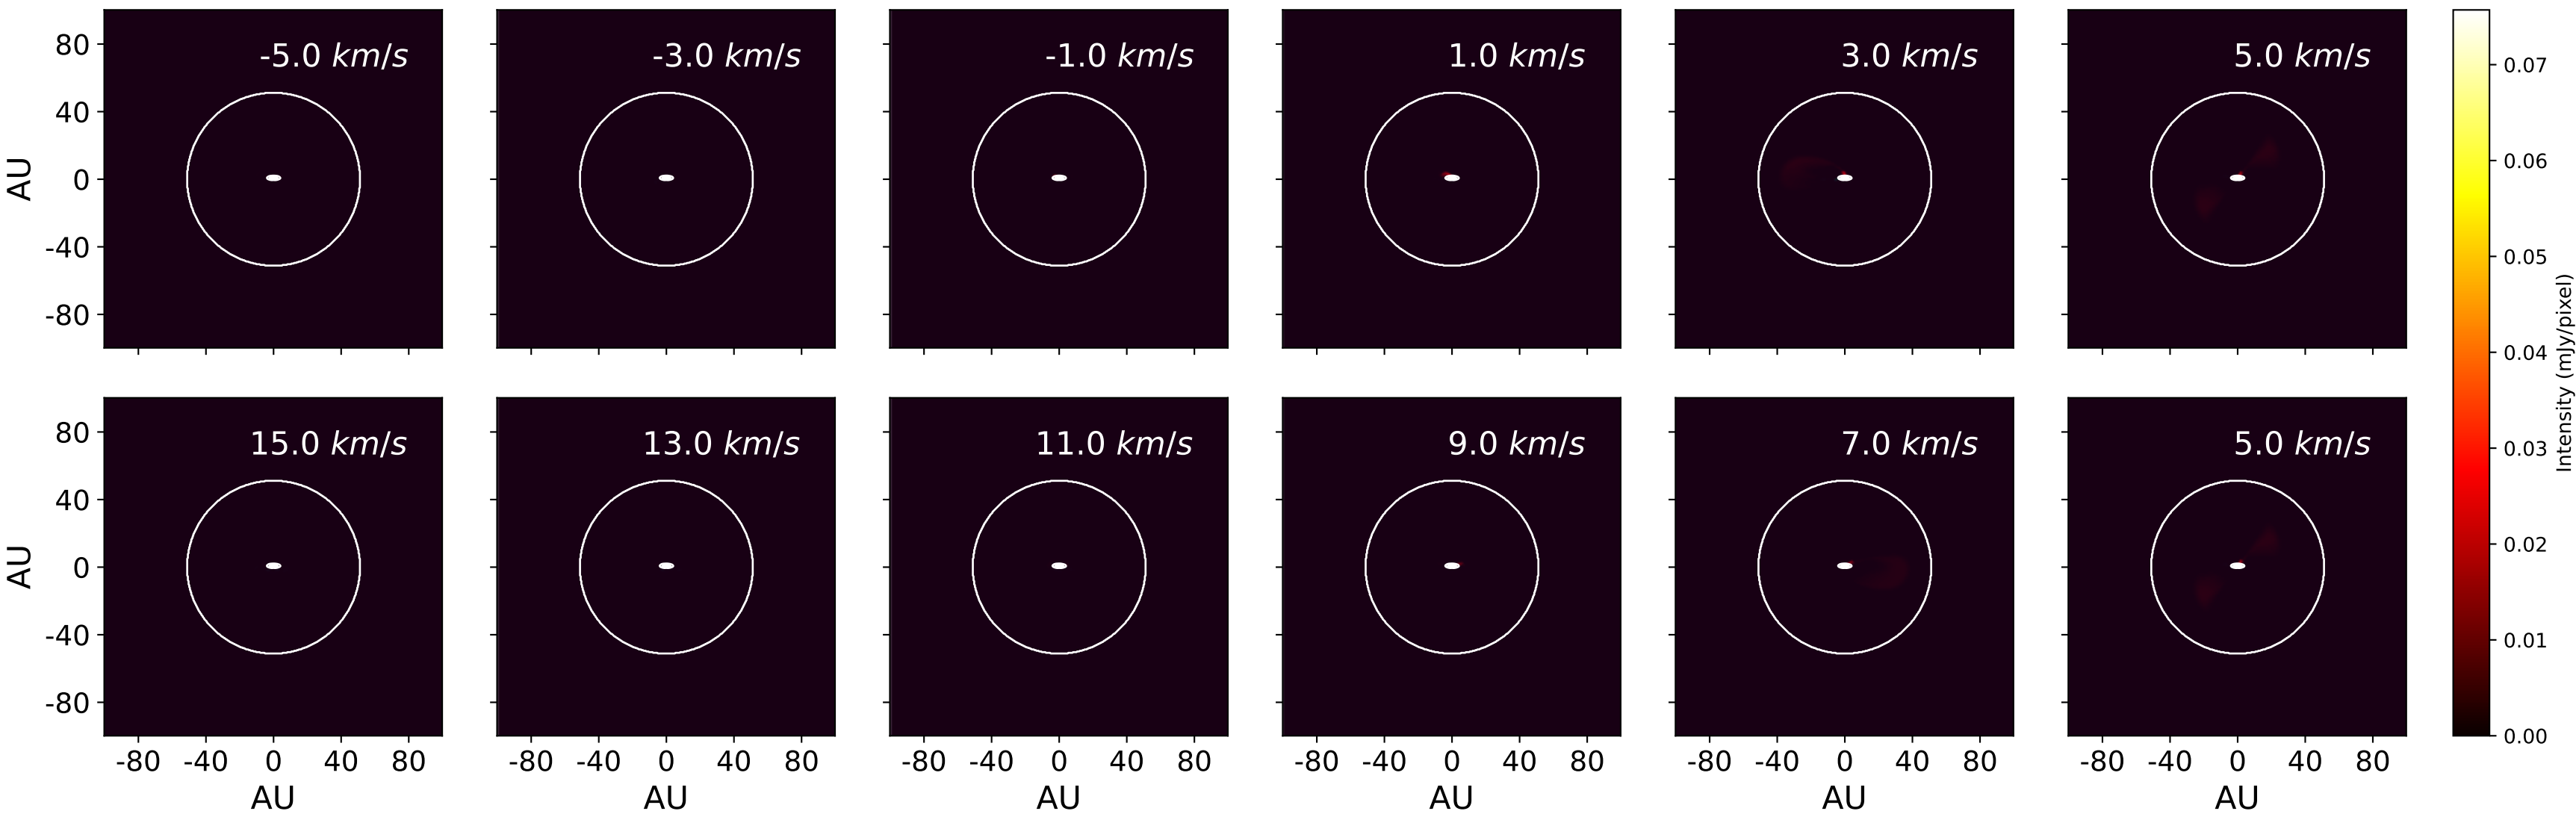 -5.0 km/s
-3.0 km/s
-1.0 km/s
1.0 km/s
3.0 km/s
5.0 km/s
80
40
0
-40
-80
AU
15.0 km/s
13.0 km/s
11.0 km/s
9.0 km/s
7.0 km/s
5.0 km/s
80
40
0
-40
-80
AU
-80 -40 0 40 80
-80 -40 0 40 80
-80 -40 0 40 80
-80 -40 0 40 80
-80 -40 0 40 80
-80 -40 0 40 80
AU
AU
AU
AU
AU
AU
0.07
0.06
0.05
0.04
0.03
0.02
0.01
0.00
Intensity (mJy/pixel)